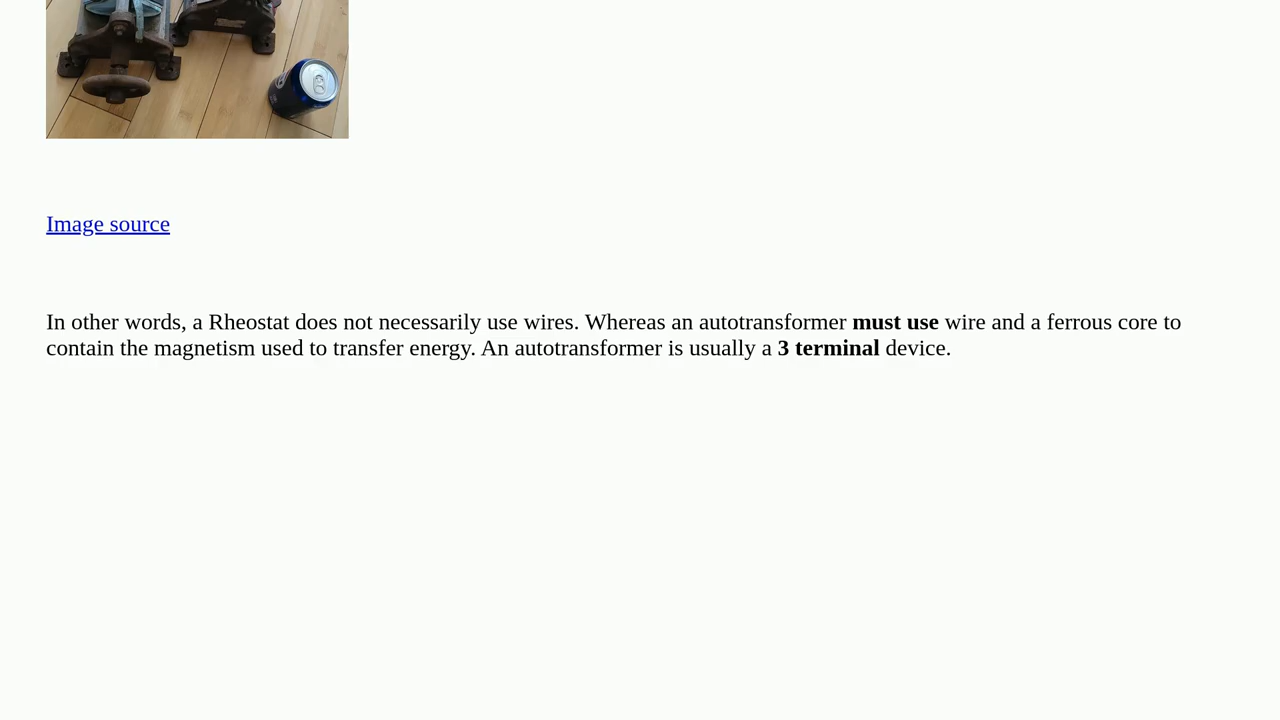 Image source
In other words, a Rheostat does not necessarily use wires. Whereas an autotransformer must use wire and a ferrous core to
contain the magnetism used to transfer energy. An autotransformer is usually a 3 terminal device.